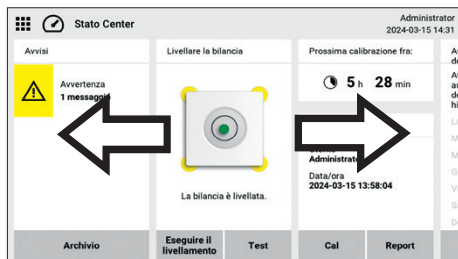 Stato Center
Administrator
2024-03-15 14:31
Avvisi
Avvertenza
1 messaggio
Archivio
Livellare la bilancia
La bilancia è livellata.
Eseguire il
livellamento
Test
Prossima calibrazione fra:
5 h 28 min
Administrato
Data/ora
2024-03-15 13:58:04
Cal
Report